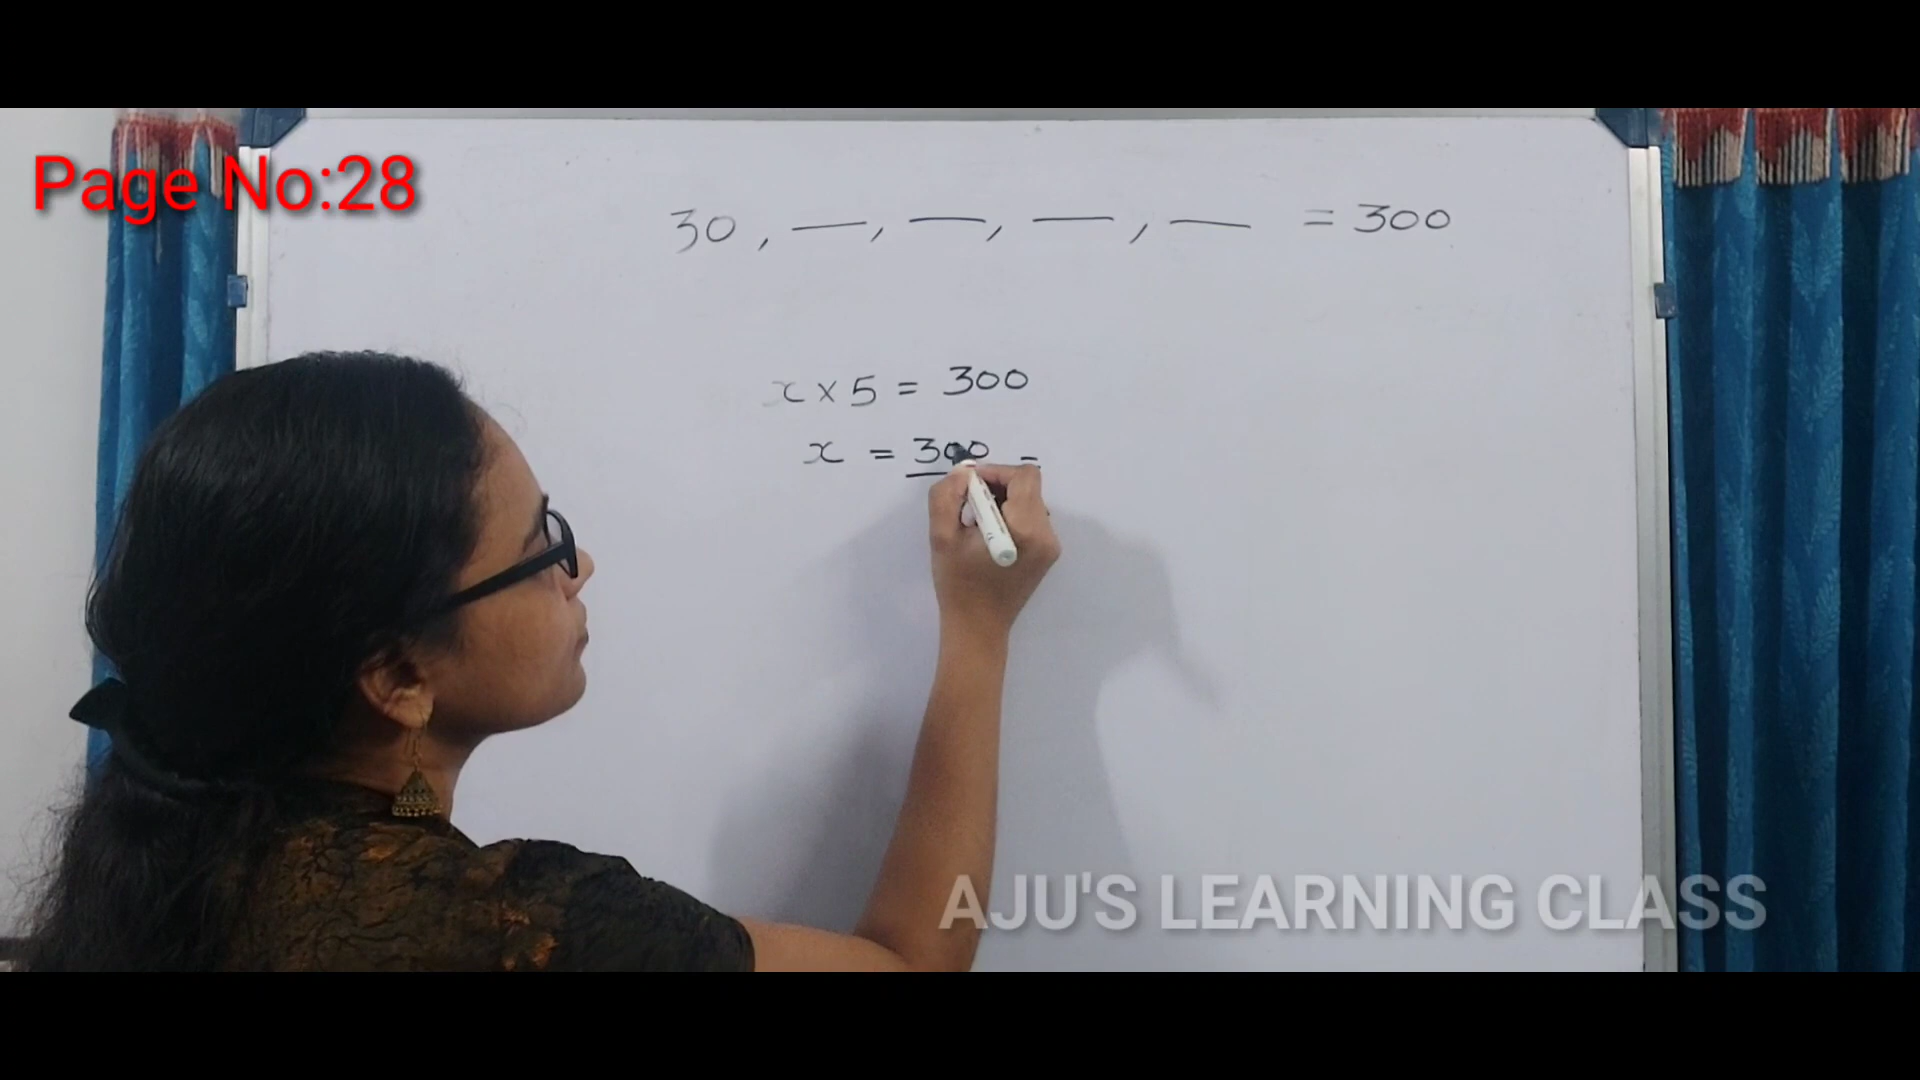 Page No:28
30, —, —, —, — = 300
x × 5 = 300
x = 300 =
AJU'S LEARNING CLASS